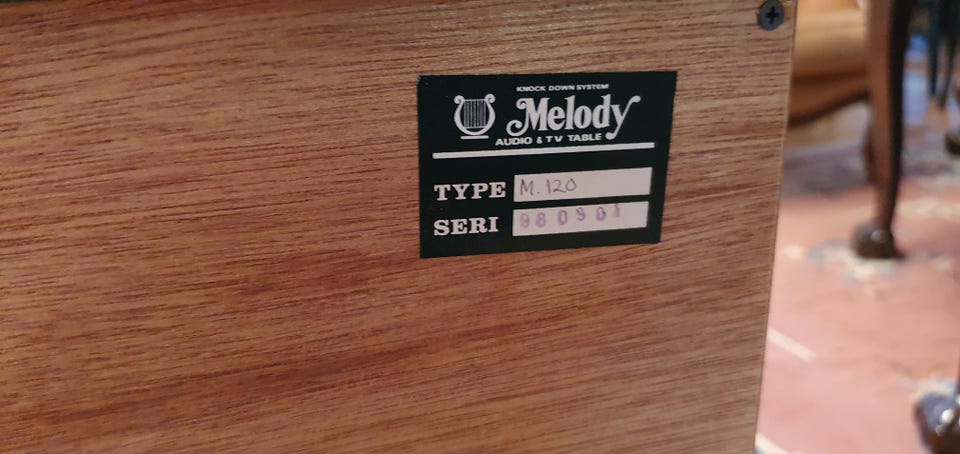 KNOCK DOWN SYSTEM
Melody
AUDIO & TV TABLE
TYPE M.120
SERI 980901